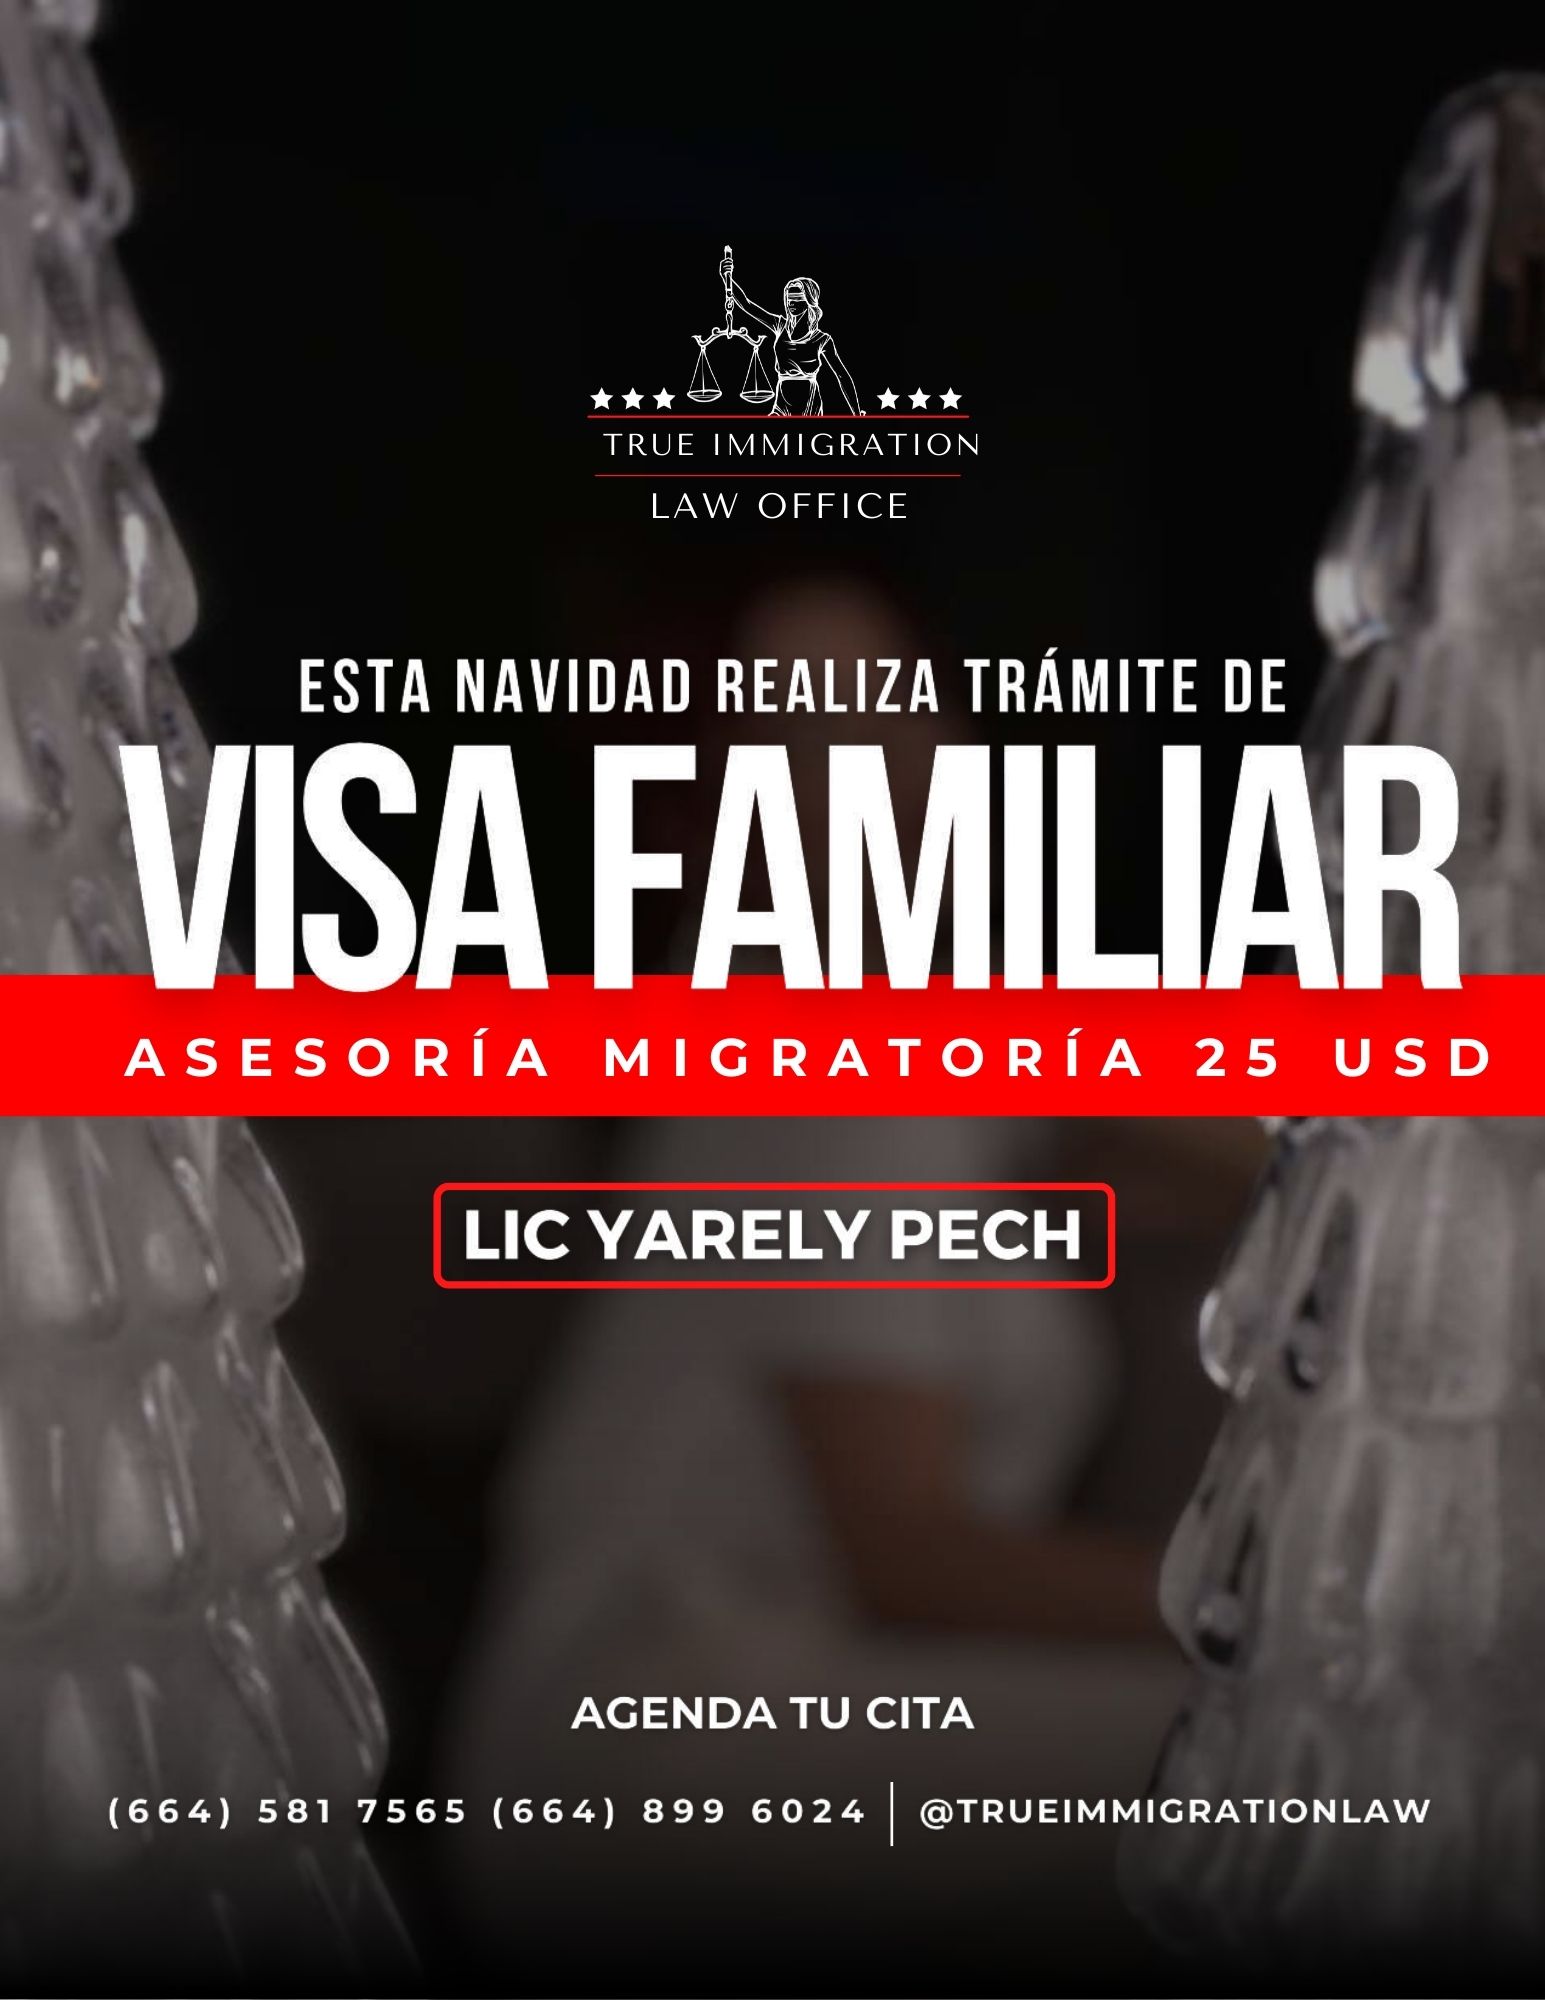 TRUE IMMIGRATION
LAW OFFICE
ESTA NAVIDAD REALIZA TRÁMITE DE
VISA FAMILIAR
ASESORÍA MIGRATORÍA 25 USD
LIC YARELY PECH
AGENDA TU CITA
(664) 581 7565 (664) 899 6024 | @TRUEIMMIGRATIONLAW